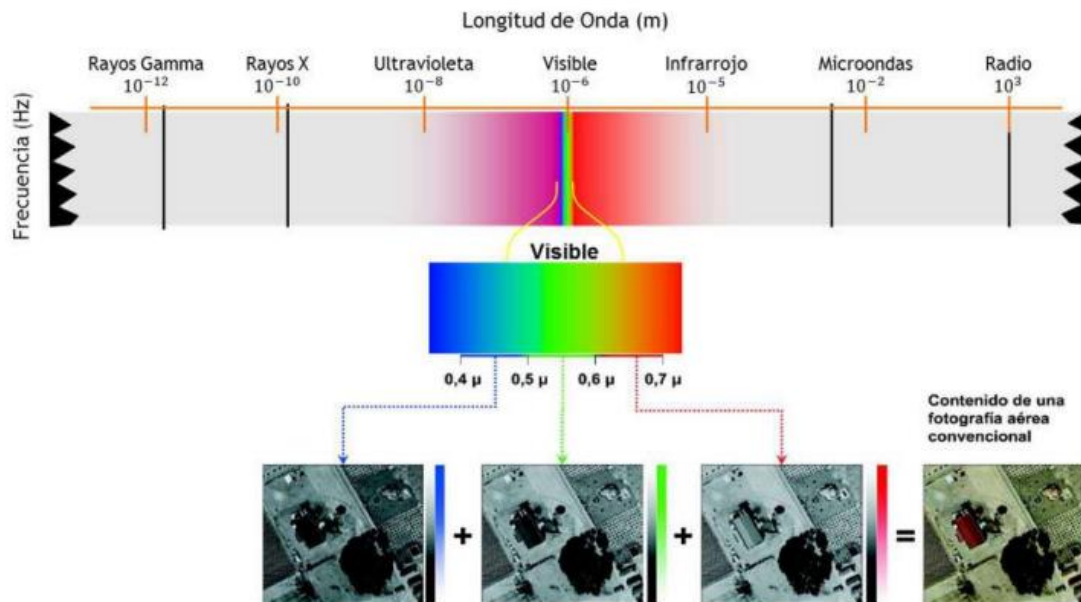 Longitud de Onda (m)
Rayos Gamma Rayos X Ultravioleta Visible Infrarrojo Microondas Radio
10⁻¹² 10⁻¹⁰ 10⁻⁸ 10⁻⁶ 10⁻⁵ 10⁻² 10³
Frecuencia (Hz)
Visible
0,4 μ 0,5 μ 0,6 μ 0,7 μ
Contenido de una
fotografía aérea
convencional
+ + =